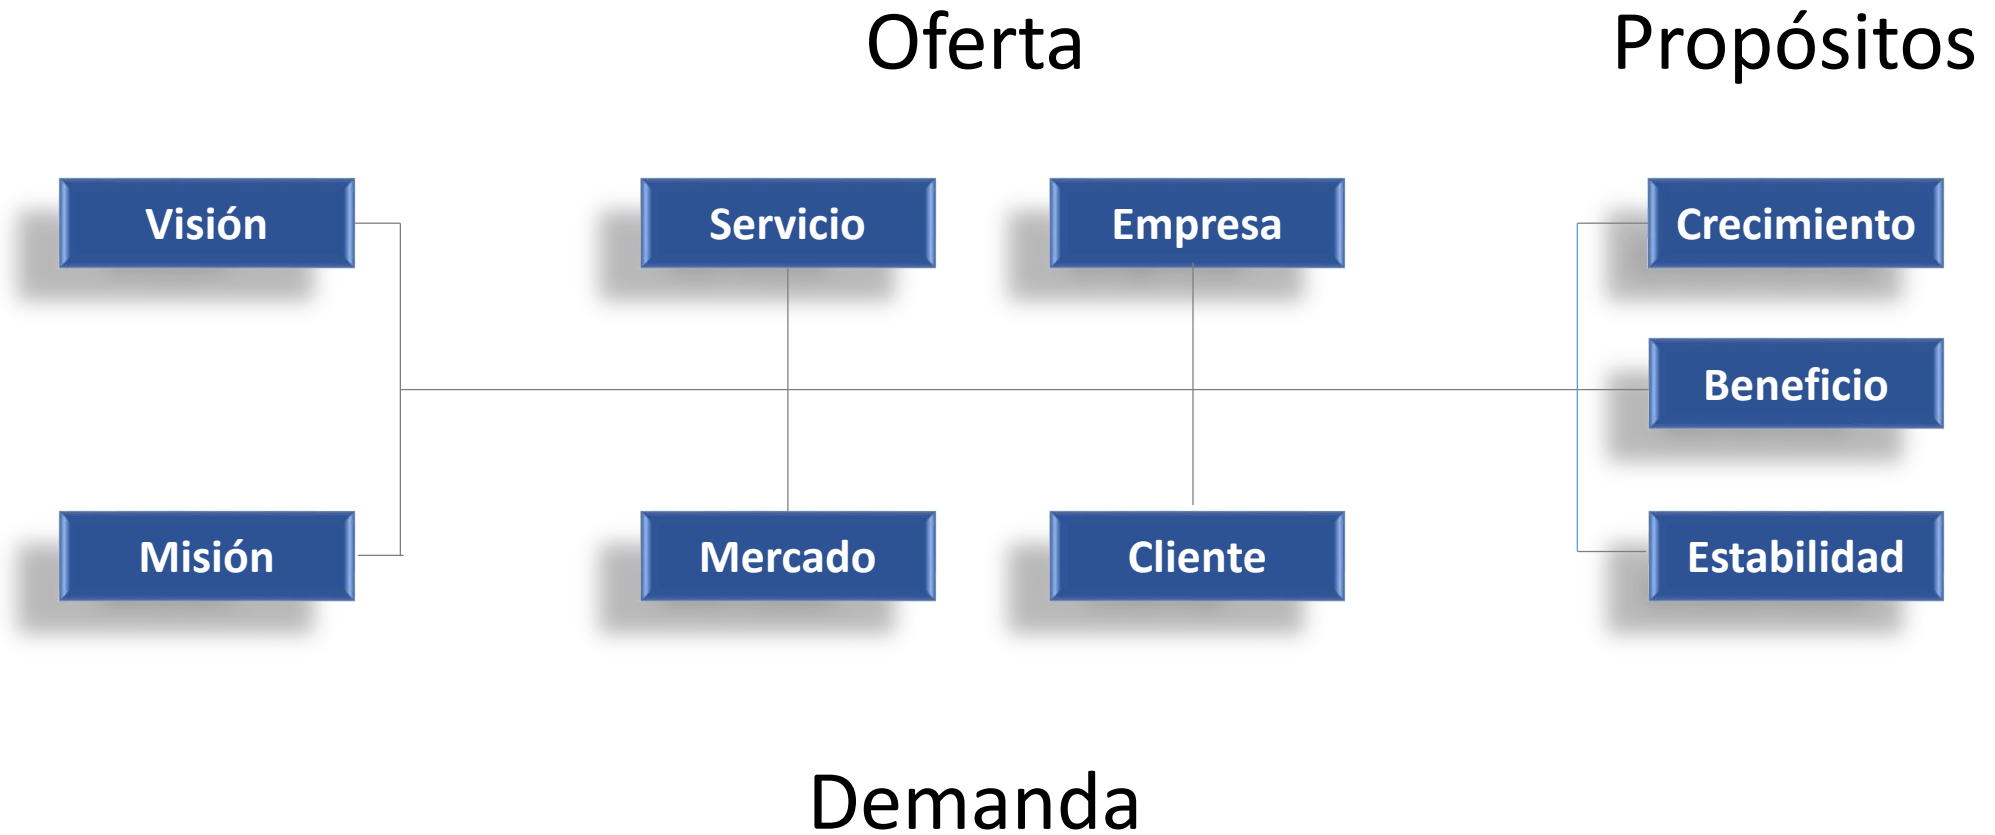 Oferta
Propósitos
Visión
Servicio
Empresa
Crecimiento
Beneficio
Misión
Mercado
Cliente
Estabilidad
Demanda